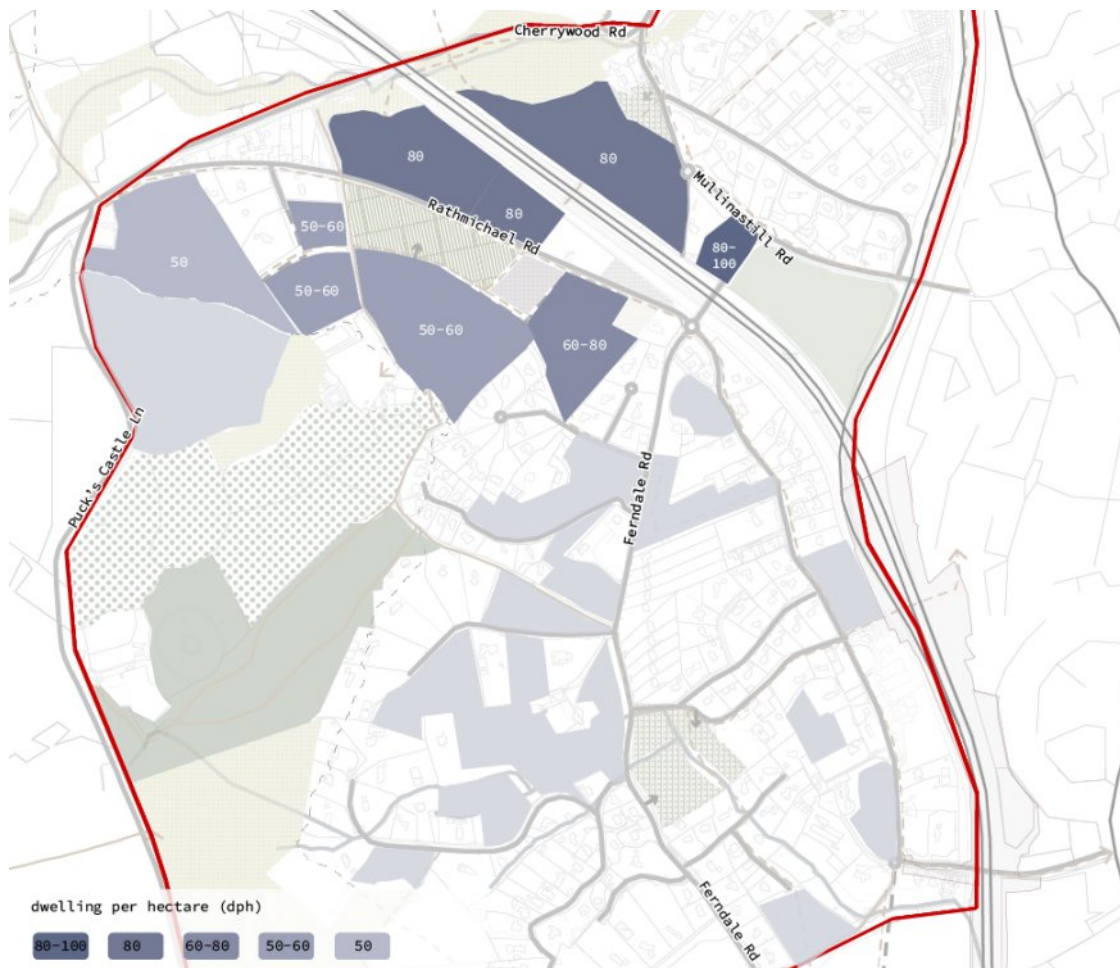 Cherrywood Rd
80
80
Mullinastill Rd
80
Rathmichael Rd
50-60
80-
100
50
50-60
50-60
60-80
Puck's Castle Ln
Ferndale Rd
Ferndale Rd
dwelling per hectare (dph)
80-100 80 60-80 50-60 50